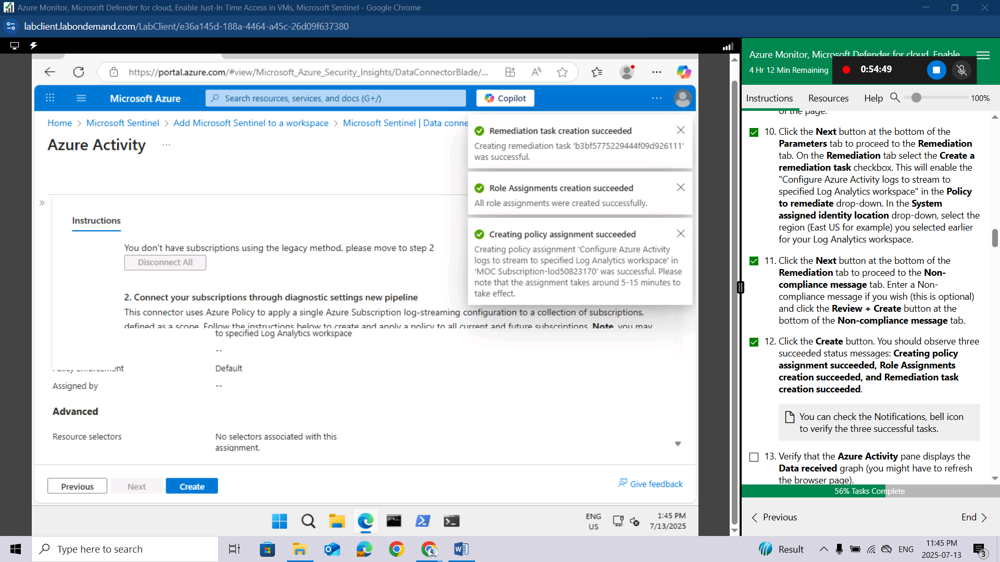 Azure Monitor, Microsoft Defender for cloud, Enable Just-In Time Access in VMs, Microsoft Sentinel - Google Chrome
labclient.labondemand.com/LabClient/e36a145d-188a-4464-a45c-26d09f637380
https://portal.azure.com/#view/Microsoft_Azure_Security_Insights/DataConnectorBlade/...
Microsoft Azure
Search resources, services, and docs (G+/)
Copilot
Home > Microsoft Sentinel > Add Microsoft Sentinel to a workspace > Microsoft Sentinel | Data conne
Azure Activity ...
Remediation task creation succeeded
Creating remediation task 'b3bf5775229444f09d926111'
was successful.
Role Assignments creation succeeded
All role assignments were created successfully.
Creating policy assignment succeeded
Creating policy assignment 'Configure Azure Activity
logs to stream to specified Log Analytics workspace' in
'MOC Subscription-lod50823170' was successful. Please
note that the assignment takes around 5-15 minutes to
take effect.
Instructions
You don't have subscriptions using the legacy method, please move to step 2
Disconnect All
2. Connect your subscriptions through diagnostic settings new pipeline
This connector uses Azure Policy to apply a single Azure Subscription log-streaming configuration to a collection of subscriptions,
defined as a scope. Follow the instructions below to create and apply a policy to all current and future subscriptions. Note, you may
to specified Log Analytics workspace
--
Policy enforcement
Default
Assigned by
--
Advanced
Resource selectors
No selectors associated with this
assignment.
Previous
Next
Create
Give feedback
ENG
US
1:45 PM
7/13/2025
Azure Monitor, Microsoft Defender for cloud, Enable
4 Hr 12 Min Remaining
0:54:49
Instructions
Resources
Help
100%
of the page.
10. Click the Next button at the bottom of the
Parameters tab to proceed to the Remediation
tab. On the Remediation tab select the Create a
remediation task checkbox. This will enable the
"Configure Azure Activity logs to stream to
specified Log Analytics workspace" in the Policy
to remediate drop-down. In the System
assigned identity location drop-down, select the
region (East US for example) you selected earlier
for your Log Analytics workspace.
11. Click the Next button at the bottom of the
Remediation tab to proceed to the Non-
compliance message tab. Enter a Non-
compliance message if you wish (this is optional)
and click the Review + Create button at the
bottom of the Non-compliance message tab.
12. Click the Create button. You should observe three
succeeded status messages: Creating policy
assignment succeeded, Role Assignments
creation succeeded, and Remediation task
creation succeeded.
You can check the Notifications, bell icon
to verify the three successful tasks.
13. Verify that the Azure Activity pane displays the
Data received graph (you might have to refresh
the browser page).
56% Tasks Complete
Previous
End
Type here to search
Result
ENG
11:45 PM
2025-07-13
3